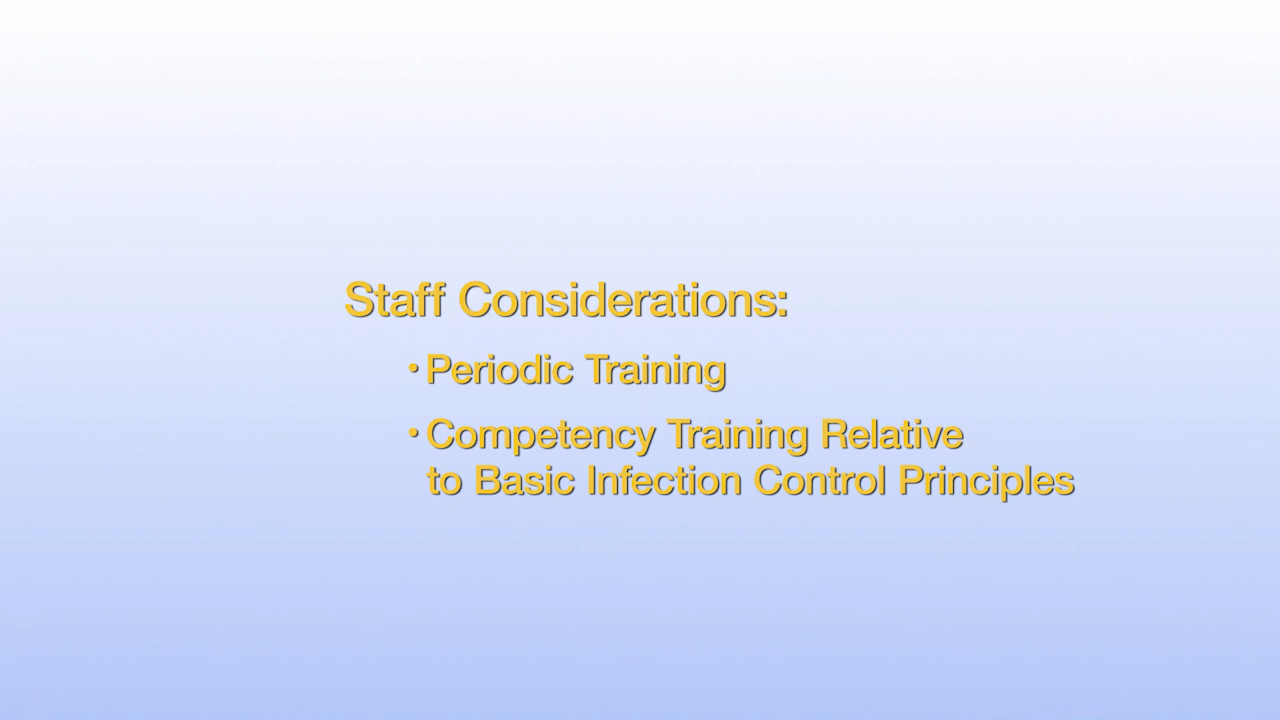 Staff Considerations:
• Periodic Training
• Competency Training Relative
to Basic Infection Control Principles